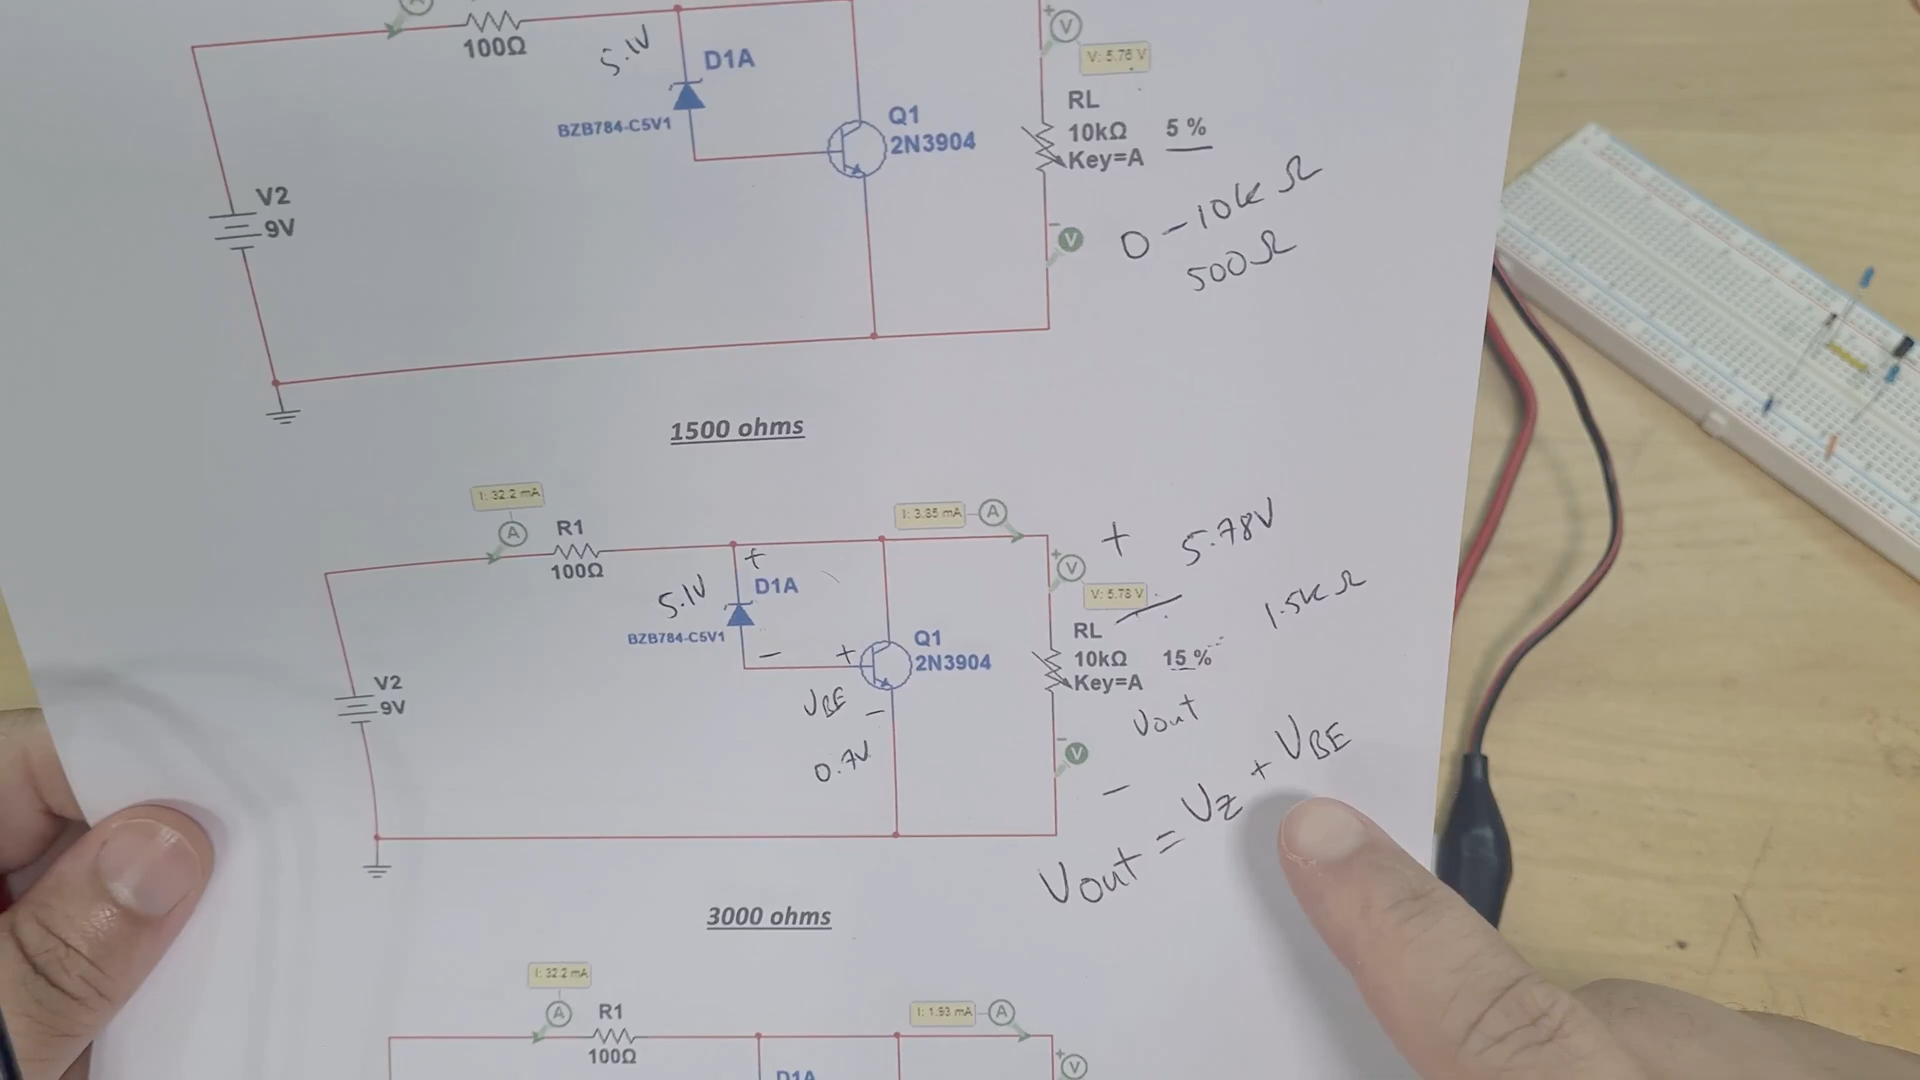 A
100Ω
5.1V
D1A
BZB784-C5V1
Q1
2N3904
V
V: 5.76 V
RL
10kΩ 5 %
Key=A
V
0-10k Ω
500Ω
V2
9V
1500 ohms
I: 32.2 mA
A
R1
100Ω
I: 3.85 mA
A
+
5.1V
D1A
BZB784-C5V1
-
+
VBE
-
0.7V
Q1
2N3904
+
5.78V
V
V: 5.78 V
RL
10kΩ 15 %
Key=A
1.5k Ω
Vout
V
-
Vout = VZ + VBE
V2
9V
3000 ohms
I: 32.2 mA
A
R1
100Ω
I: 1.93 mA
A
D1A
V